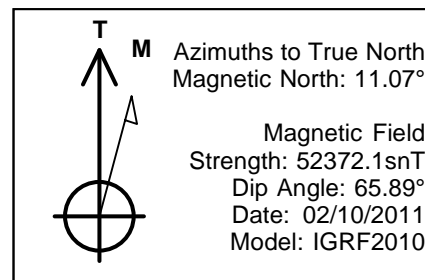 T
M
Azimuths to True North
Magnetic North: 11.07°
Magnetic Field
Strength: 52372.1snT
Dip Angle: 65.89°
Date: 02/10/2011
Model: IGRF2010